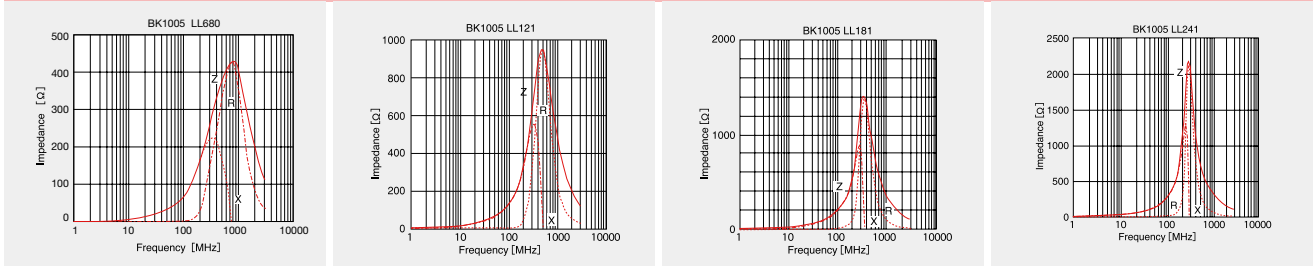 BK1005 LL680
500
400
300
200
100
0
Impedance [Ω]
Z
R
X
1
10
100
1000
10000
Frequency [MHz]
BK1005 LL121
1000
800
600
400
200
0
Impedance [Ω]
Z
R
X
1
10
100
1000
10000
Frequency [MHz]
BK1005 LL181
2000
1000
0
Impedance [Ω]
Z
R
X
1
10
100
1000
10000
Frequency [MHz]
BK1005 LL241
2500
2000
1500
1000
500
0
Impedance [Ω]
Z
R
X
1
10
100
1000
10000
Frequency [MHz]